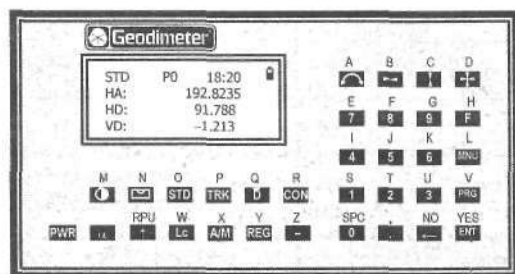 Geodimeter
STD P0 18:20
HA: 192.8235
HD: 91.788
VD: -1.213
A B C D
E F G H
7 8 9 F
I J K L
4 5 6 MNU
M N O P Q R
STD TRK D CON
S T U V
1 2 3 PRG
RPU W X Y Z
PWR ↑ Lc A/M REG –
SPC . NO YES
0 . ← ENT